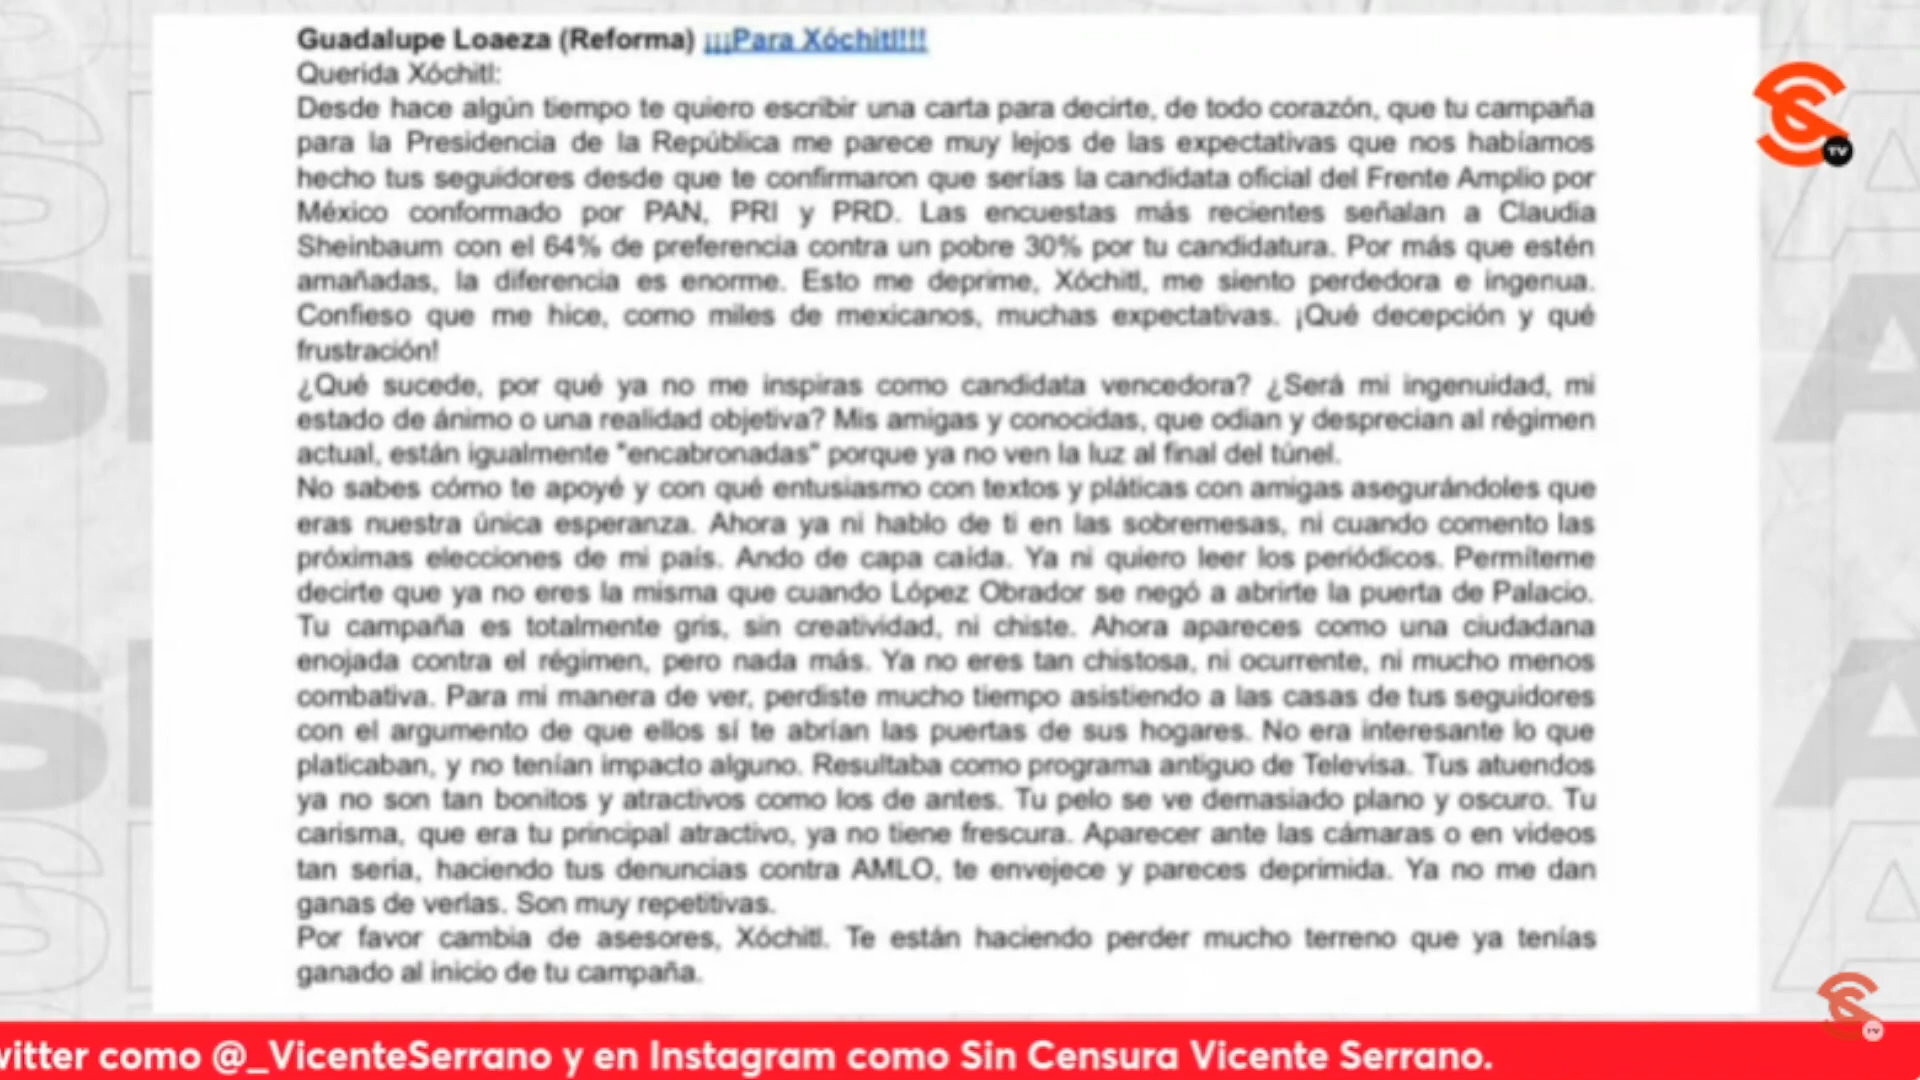 Guadalupe Loaeza (Reforma) ¡¡¡Para Xóchitl!!!
Querida Xóchitl:
Desde hace algún tiempo te quiero escribir una carta para decirte, de todo corazón, que tu campaña
para la Presidencia de la República me parece muy lejos de las expectativas que nos habíamos
hecho tus seguidores desde que te confirmaron que serías la candidata oficial del Frente Amplio por
México conformado por PAN, PRI y PRD. Las encuestas más recientes señalan a Claudia
Sheinbaum con el 64% de preferencia contra un pobre 30% por tu candidatura. Por más que estén
amañadas, la diferencia es enorme. Esto me deprime, Xóchitl, me siento perdedora e ingenua.
Confieso que me hice, como miles de mexicanos, muchas expectativas. ¡Qué decepción y qué
frustración!
¿Qué sucede, por qué ya no me inspiras como candidata vencedora? ¿Será mi ingenuidad, mi
estado de ánimo o una realidad objetiva? Mis amigas y conocidas, que odian y desprecian al régimen
actual, están igualmente "encabronadas" porque ya no ven la luz al final del túnel.
No sabes cómo te apoyé y con qué entusiasmo con textos y pláticas con amigas asegurándoles que
eras nuestra única esperanza. Ahora ya ni hablo de ti en las sobremesas, ni cuando comento las
próximas elecciones de mi país. Ando de capa caída. Ya ni quiero leer los periódicos. Permíteme
decirte que ya no eres la misma que cuando López Obrador se negó a abrirte la puerta de Palacio.
Tu campaña es totalmente gris, sin creatividad, ni chiste. Ahora apareces como una ciudadana
enojada contra el régimen, pero nada más. Ya no eres tan chistosa, ni ocurrente, ni mucho menos
combativa. Para mi manera de ver, perdiste mucho tiempo asistiendo a las casas de tus seguidores
con el argumento de que ellos sí te abrían las puertas de sus hogares. No era interesante lo que
platicaban, y no tenían impacto alguno. Resultaba como programa antiguo de Televisa. Tus atuendos
ya no son tan bonitos y atractivos como los de antes. Tu pelo se ve demasiado plano y oscuro. Tu
carisma, que era tu principal atractivo, ya no tiene frescura. Aparecer ante las cámaras o en videos
tan seria, haciendo tus denuncias contra AMLO, te envejece y pareces deprimida. Ya no me dan
ganas de verlas. Son muy repetitivas.
Por favor cambia de asesores, Xóchitl. Te están haciendo perder mucho terreno que ya tenías
ganado al inicio de tu campaña.
TV
TV
witter como @_VicenteSerrano y en Instagram como Sin Censura Vicente Serrano.